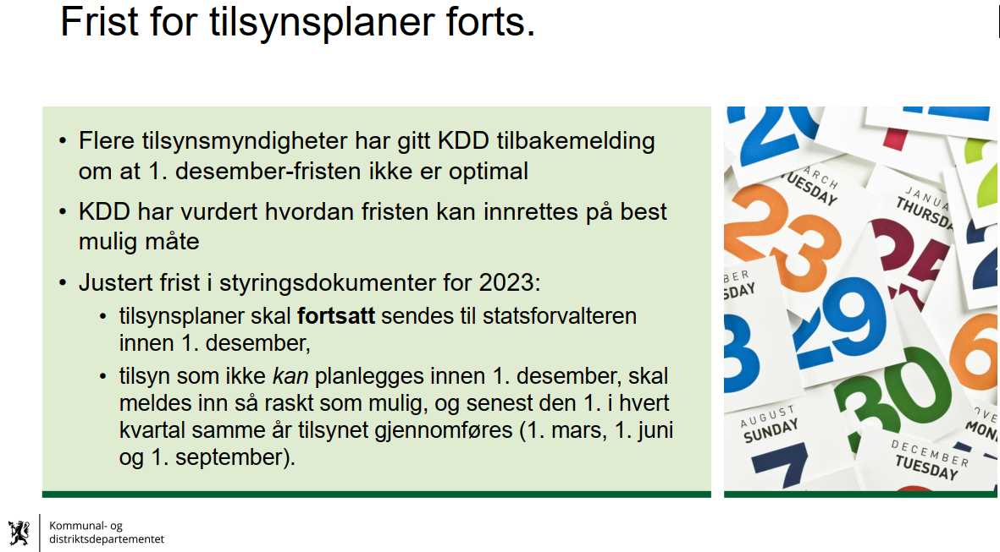 Frist for tilsynsplaner forts.
• Flere tilsynsmyndigheter har gitt KDD tilbakemelding
om at 1. desember-fristen ikke er optimal
• KDD har vurdert hvordan fristen kan innrettes på best
mulig måte
• Justert frist i styringsdokumenter for 2023:
• tilsynsplaner skal fortsatt sendes til statsforvalteren
innen 1. desember,
• tilsyn som ikke kan planlegges innen 1. desember, skal
meldes inn så raskt som mulig, og senest den 1. i hvert
kvartal samme år tilsynet gjennomføres (1. mars, 1. juni
og 1. september).
ARCH
TUESDAY
23
JANUA
THURSDA
25
BER
SDAY
29
30
6
AUGUST
SUNDAY
7
OVE
MON
DECEMBER
TUESDAY
Kommunal- og
distriktsdepartementet